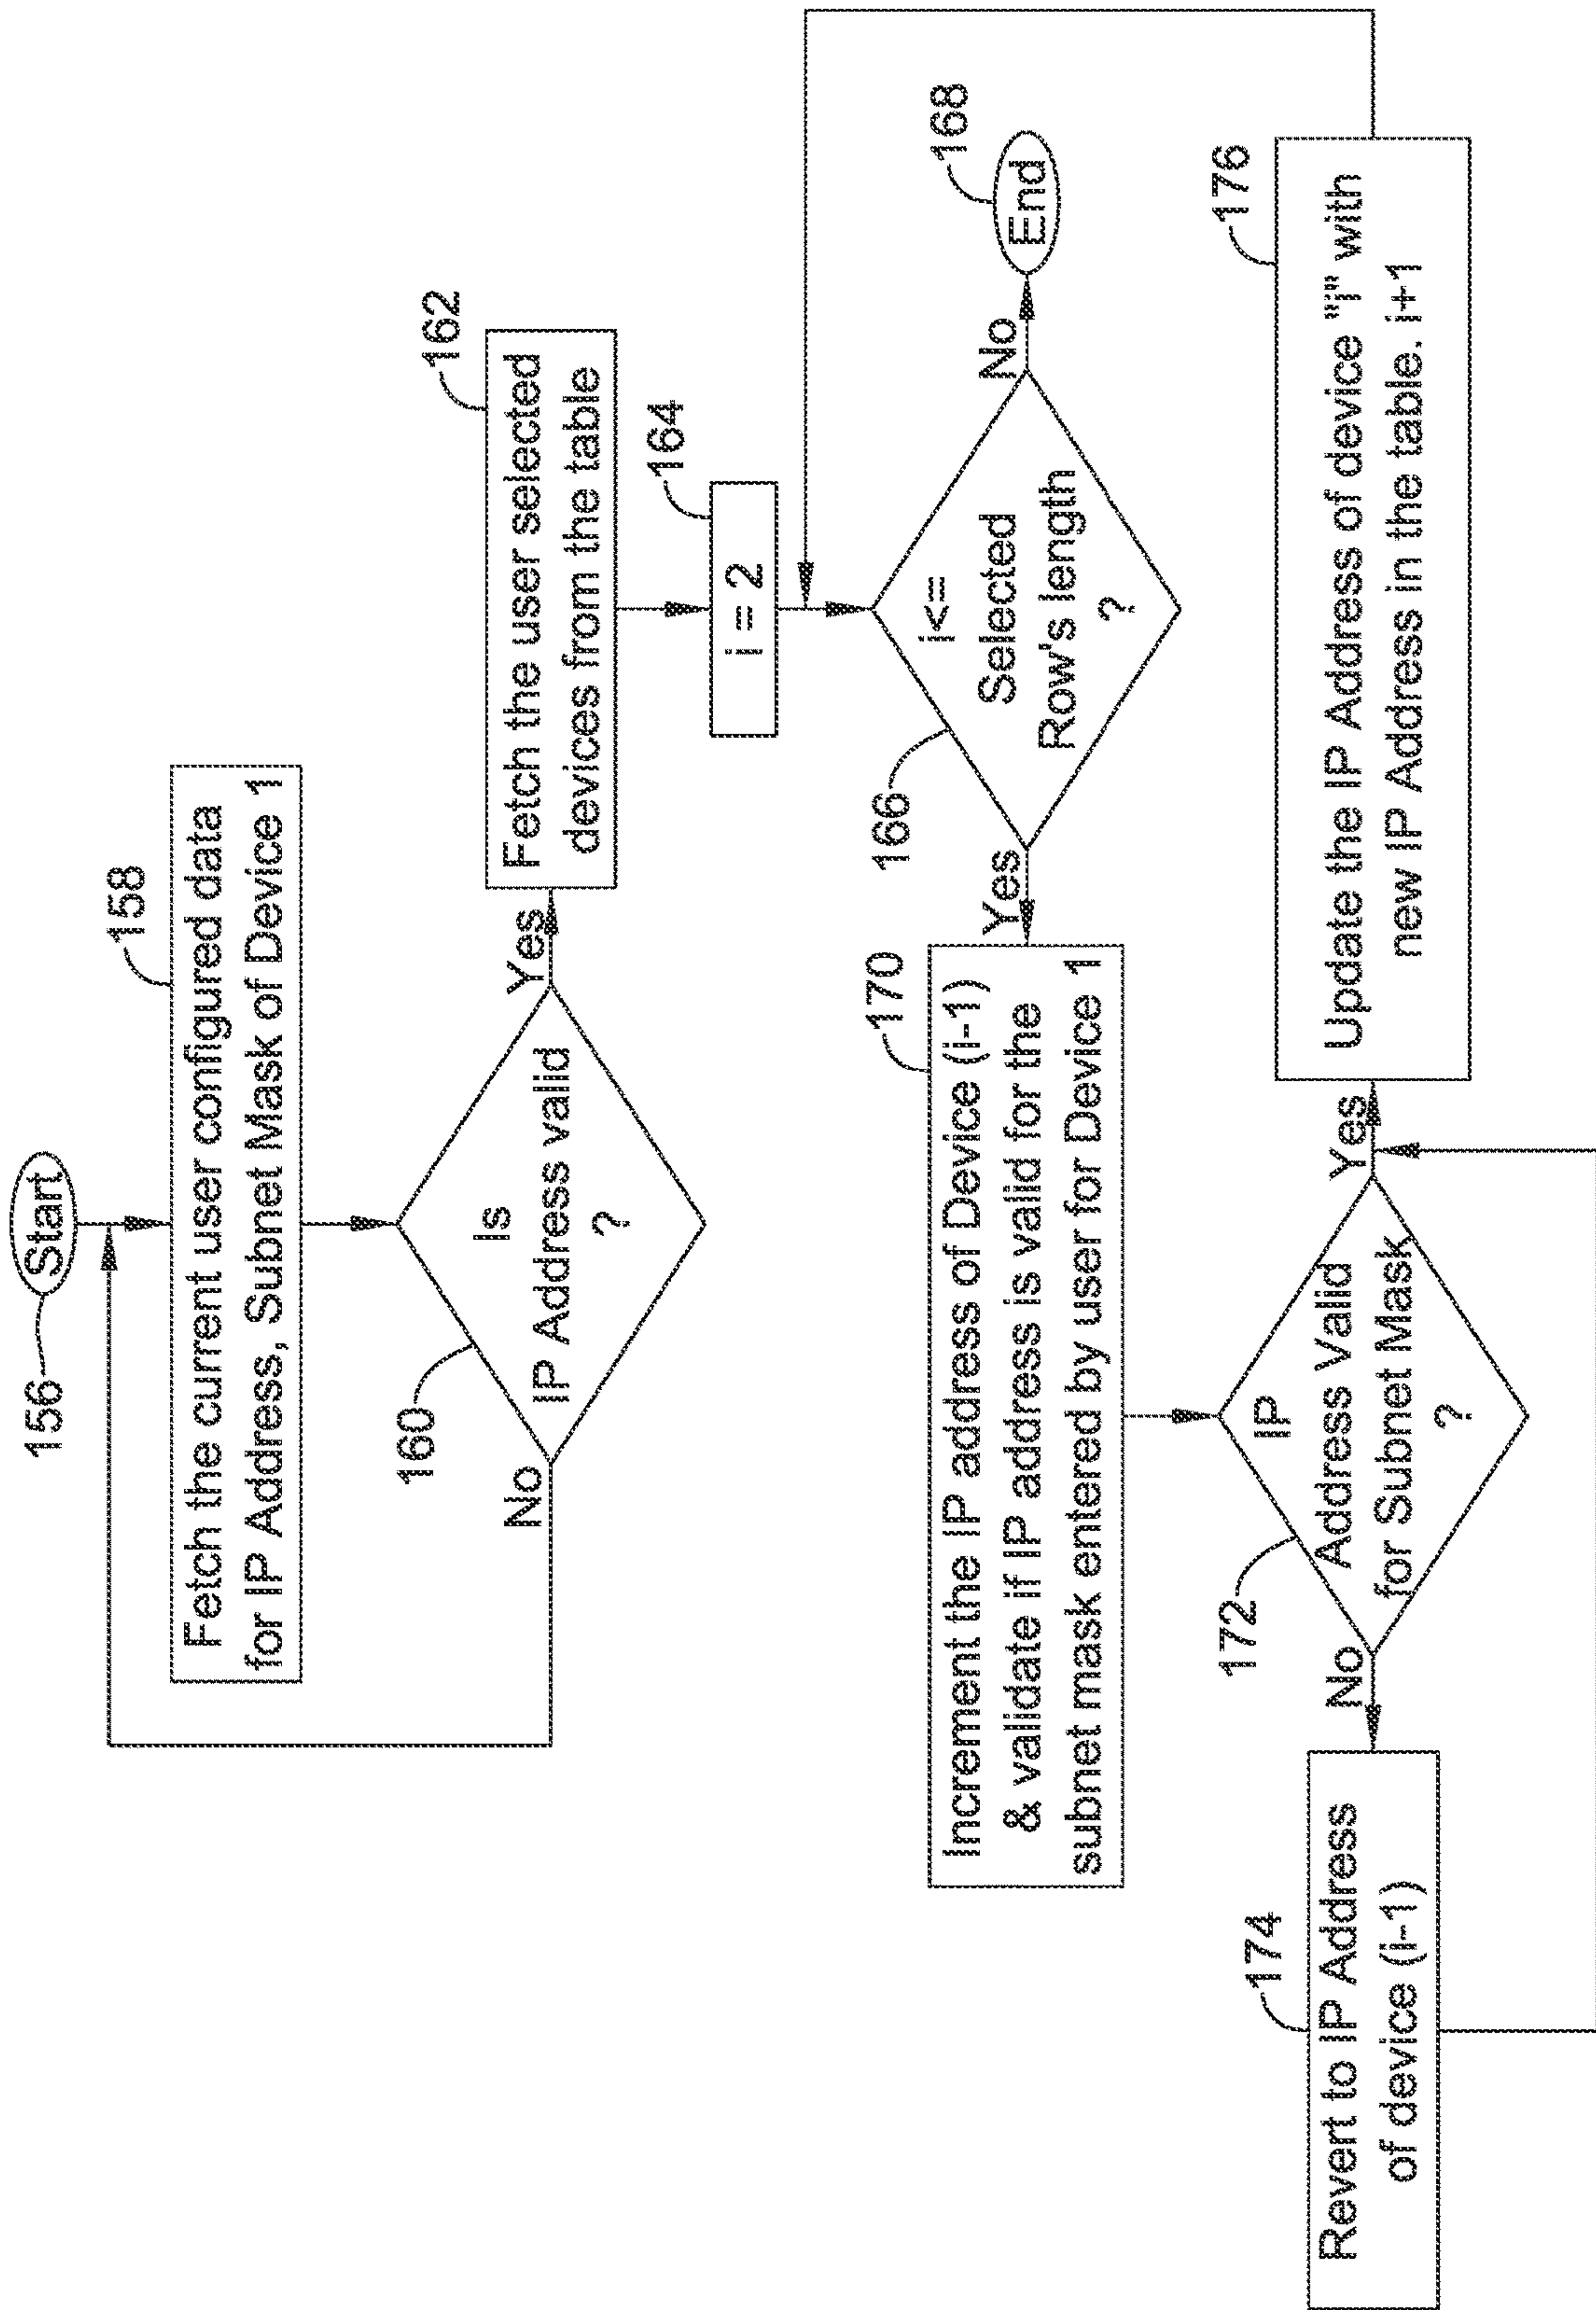 156
Start
158
Fetch the current user configured data
for IP Address, Subnet Mask of Device 1
160
Is
IP Address valid
?
No
Yes
162
Fetch the user selected
devices from the table
164
i = 2
166
i<=
Selected
Row's length
?
No
168
End
Yes
170
Increment the IP address of Device (i-1)
& validate if IP address is valid for the
subnet mask entered by user for Device 1
172
IP
Address Valid
for Subnet Mask
?
No
174
Revert to IP Address
of device (i-1)
Yes
176
Update the IP Address of device "i" with
new IP Address in the table. i+1